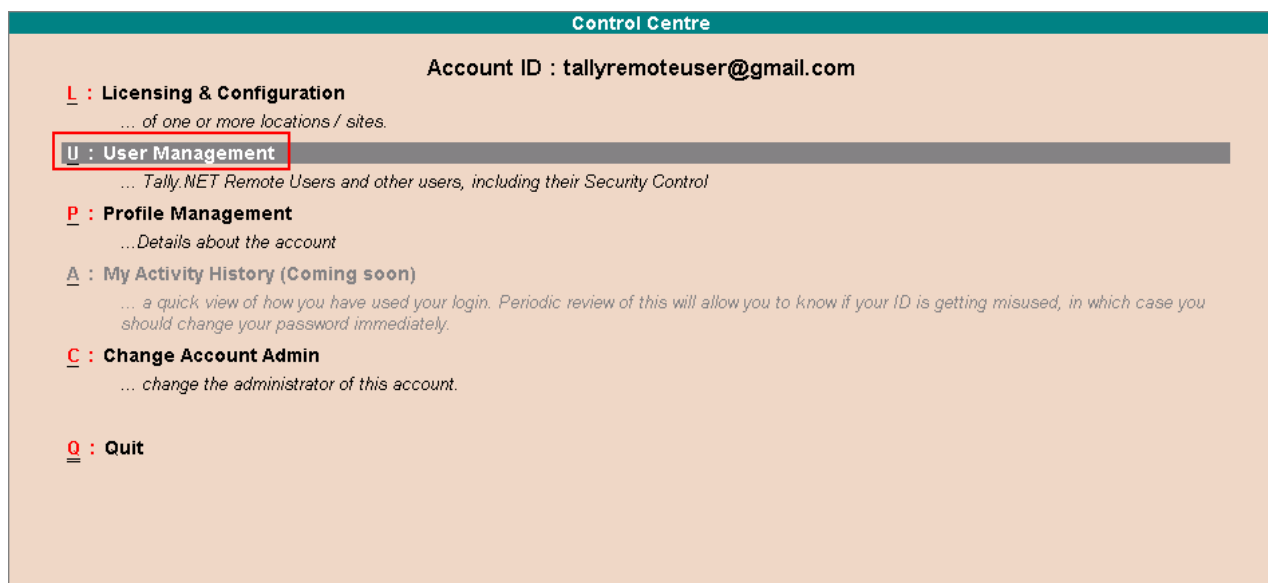 Control Centre
Account ID : tallyremoteuser@gmail.com
L : Licensing & Configuration
... of one or more locations / sites.
U : User Management
... Tally.NET Remote Users and other users, including their Security Control
P : Profile Management
...Details about the account
A : My Activity History (Coming soon)
... a quick view of how you have used your login. Periodic review of this will allow you to know if your ID is getting misused, in which case you
should change your password immediately.
C : Change Account Admin
... change the administrator of this account.
Q : Quit